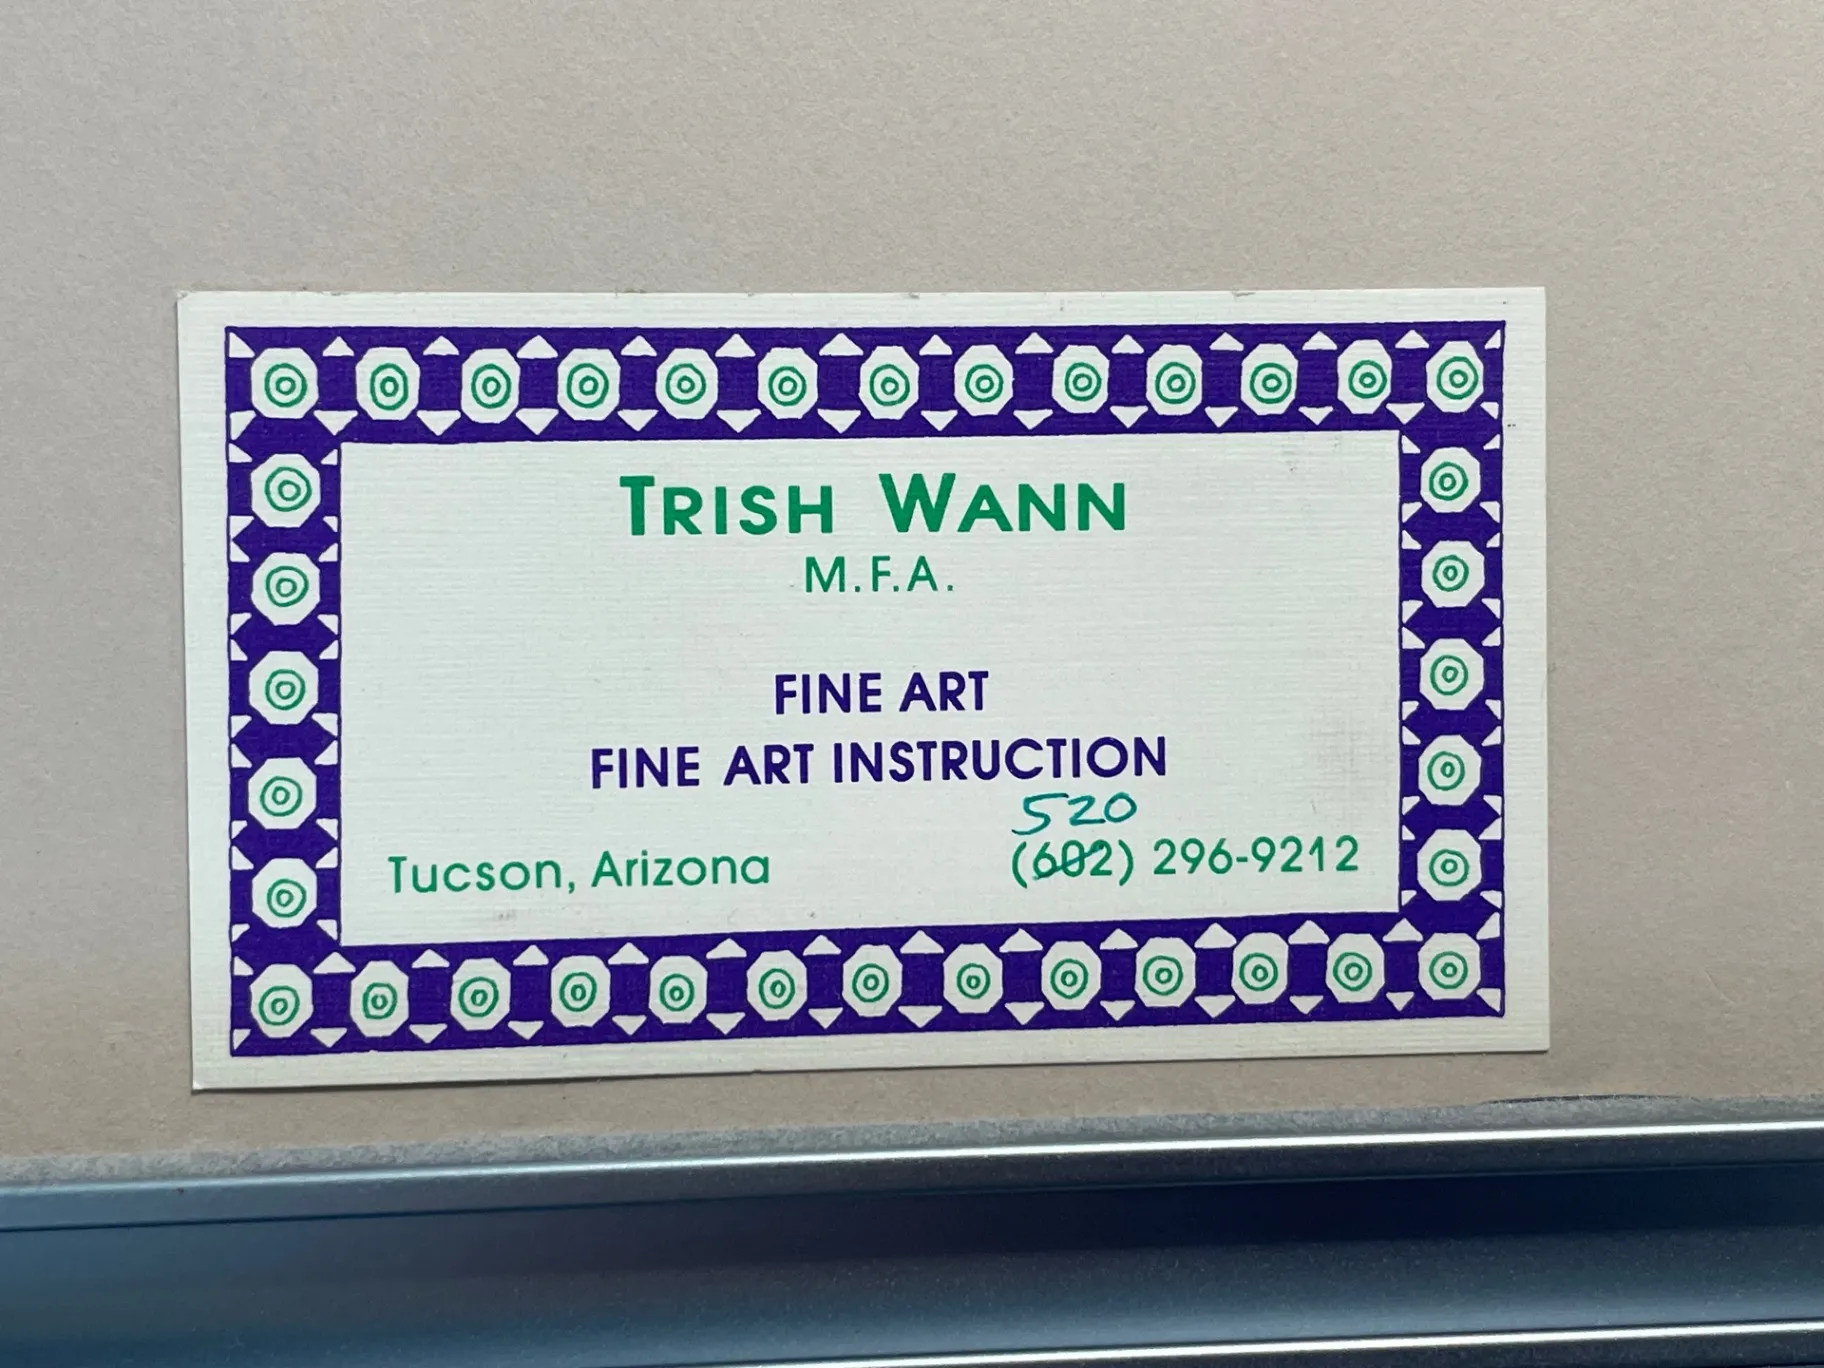 TRISH WANN
M.F.A.
FINE ART
FINE ART INSTRUCTION
520
Tucson, Arizona (602) 296-9212